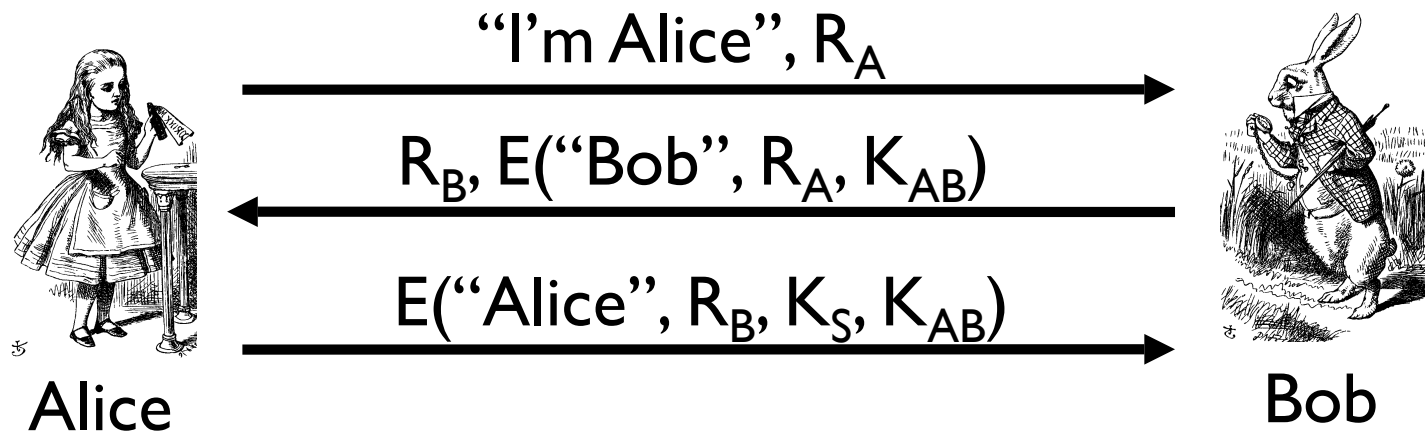 “I'm Alice”, R_A
R_B, E(“Bob”, R_A, K_AB)
E(“Alice”, R_B, K_S, K_AB)
Alice
Bob